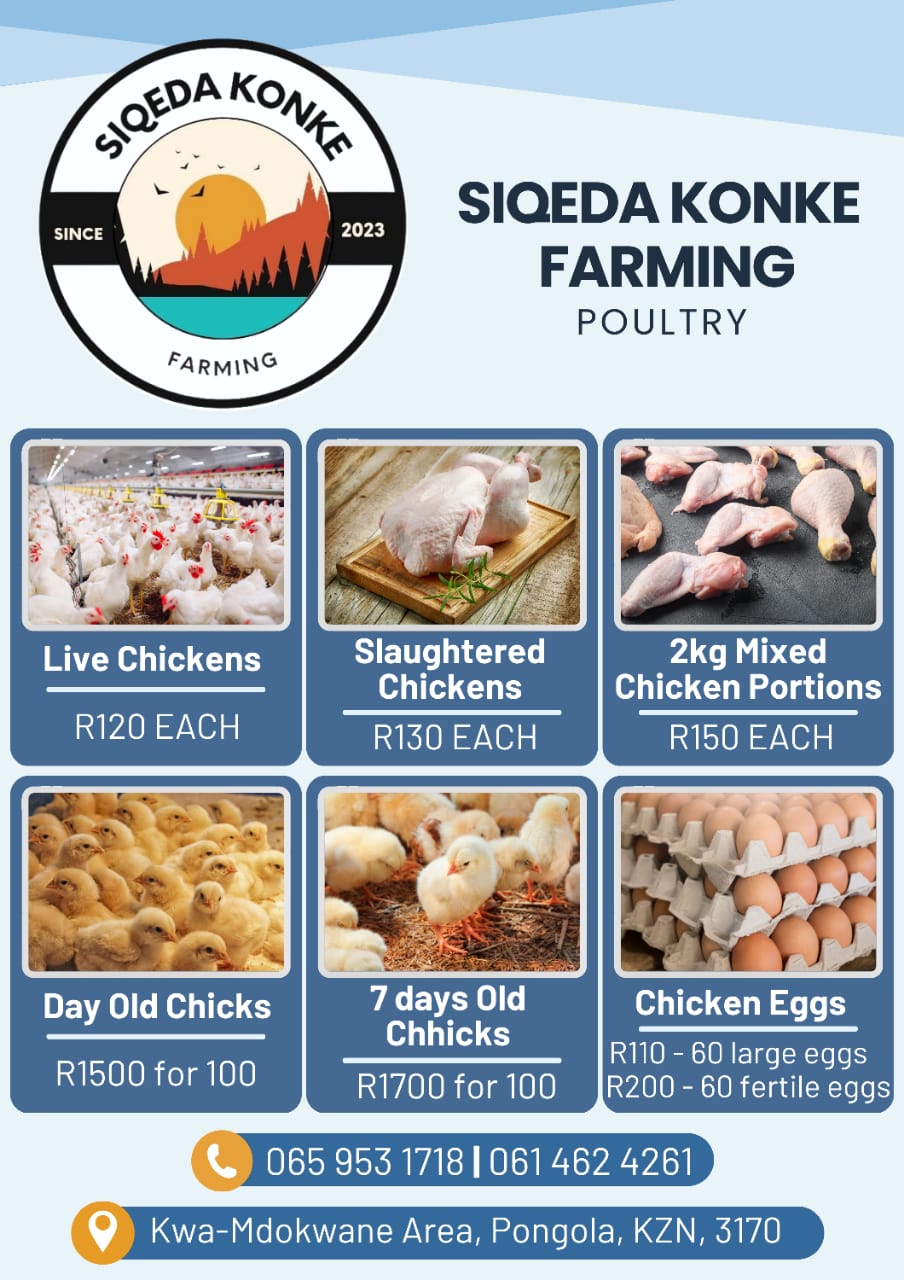 SIQEDA KONKE
SINCE
2023
FARMING
SIQEDA KONKE
FARMING
POULTRY
Live Chickens
R120 EACH
Slaughtered
Chickens
R130 EACH
2kg Mixed
Chicken Portions
R150 EACH
Day Old Chicks
R1500 for 100
7 days Old
Chhicks
R1700 for 100
Chicken Eggs
R110 - 60 large eggs
R200 - 60 fertile eggs
065 953 1718 | 061 462 4261
Kwa-Mdokwane Area, Pongola, KZN, 3170